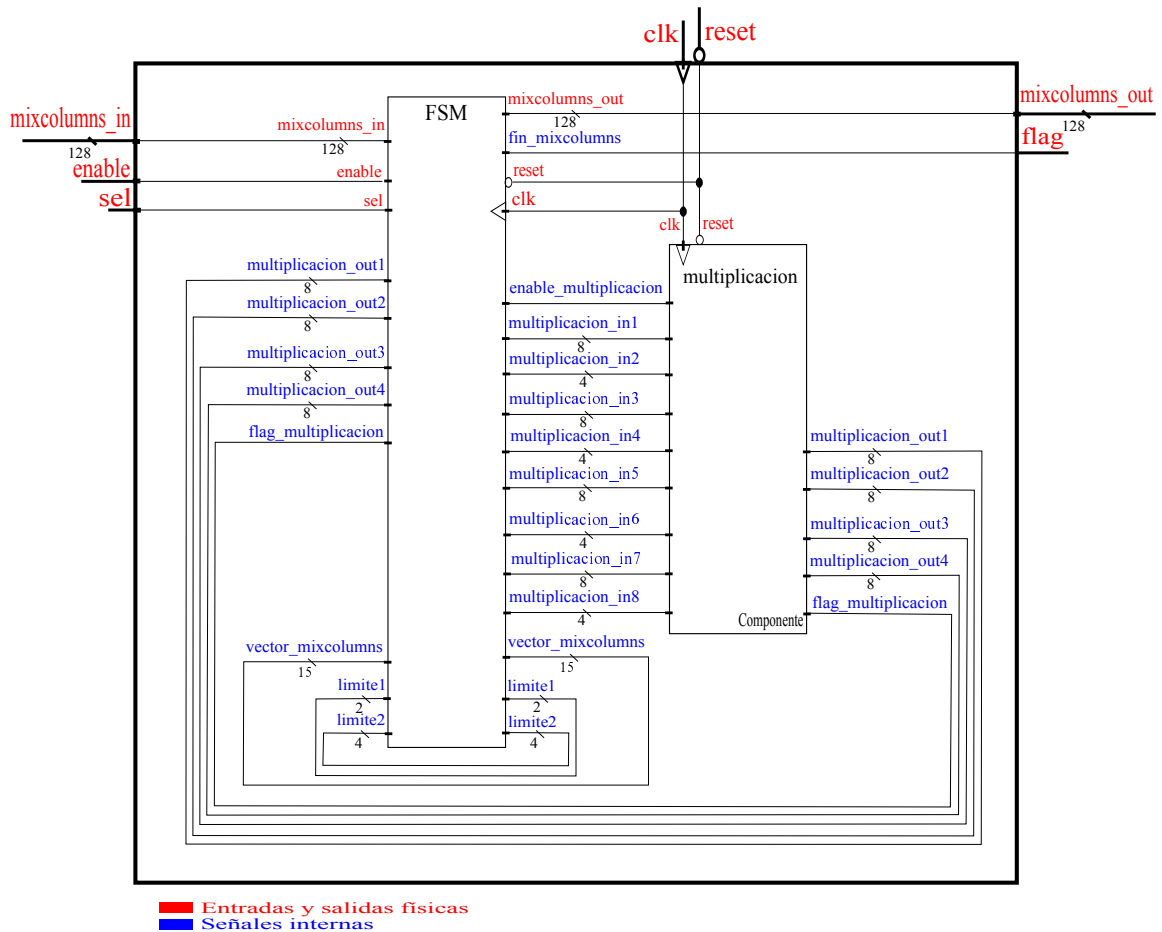 clk
reset
mixcolumns_in
128
enable
sel
mixcolumns_out
128
flag
FSM
mixcolumns_in
128
enable
sel
mixcolumns_out
128
fin_mixcolumns
reset
clk
clk
reset
multiplicacion
multiplicacion_out1
8
multiplicacion_out2
8
multiplicacion_out3
8
multiplicacion_out4
8
flag_multiplicacion
enable_multiplicacion
multiplicacion_in1
8
multiplicacion_in2
4
multiplicacion_in3
8
multiplicacion_in4
4
multiplicacion_in5
8
multiplicacion_in6
4
multiplicacion_in7
8
multiplicacion_in8
4
multiplicacion_out1
8
multiplicacion_out2
8
multiplicacion_out3
8
multiplicacion_out4
8
flag_multiplicacion
Componente
vector_mixcolumns
15
limite1
2
limite2
4
vector_mixcolumns
15
limite1
2
limite2
4
Entradas y salidas físicas
Señales internas